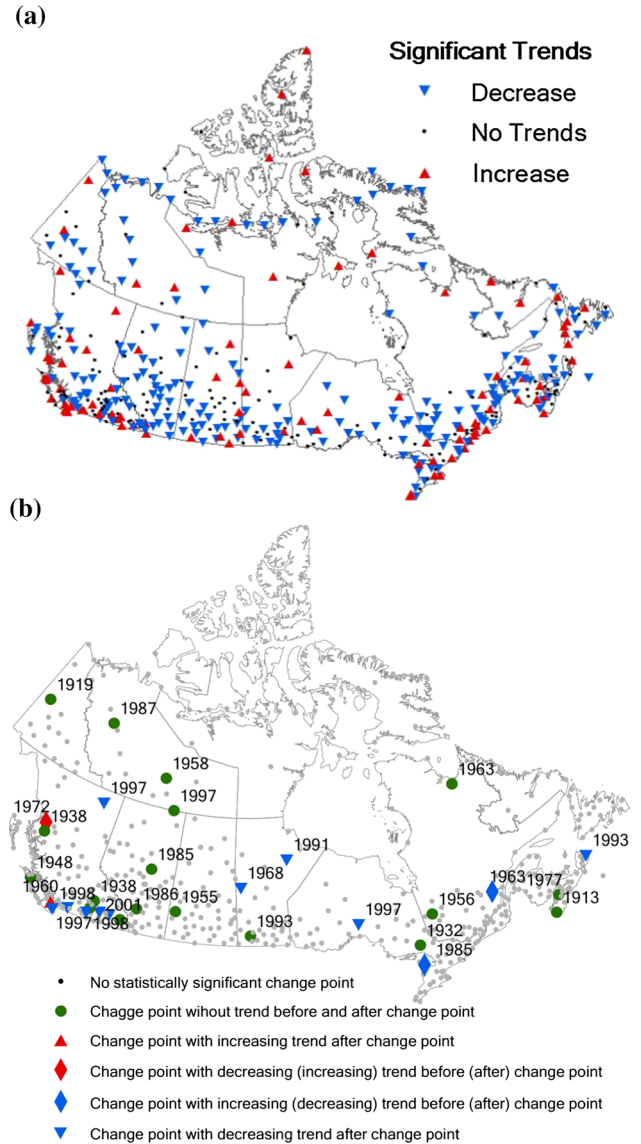 (a)
Significant Trends
Decrease
No Trends
Increase
(b)
1919
1987
1958
1963
1997
1997
1972
1938
1993
1991
1948
1985
1968
1963
1977
1960
1998
1938
1986
1955
1956
1913
2001
1997
1997
1998
1993
1932
1985
No statistically significant change point
Chagge point wihout trend before and after change point
Change point with increasing trend after change point
Change point with decreasing (increasing) trend before (after) change point
Change point with increasing (decreasing) trend before (after) change point
Change point with decreasing trend after change point